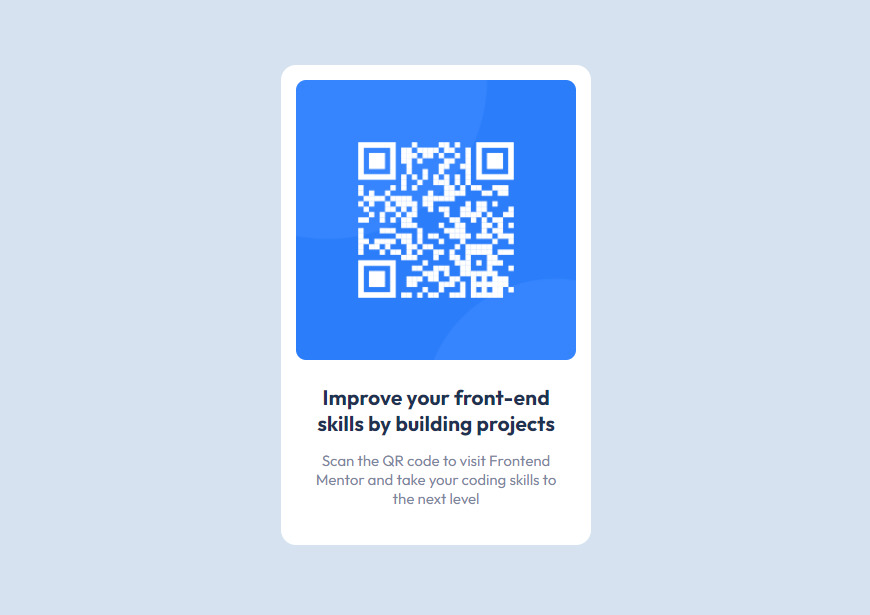 Improve your front-end
skills by building projects
Scan the QR code to visit Frontend
Mentor and take your coding skills to
the next level